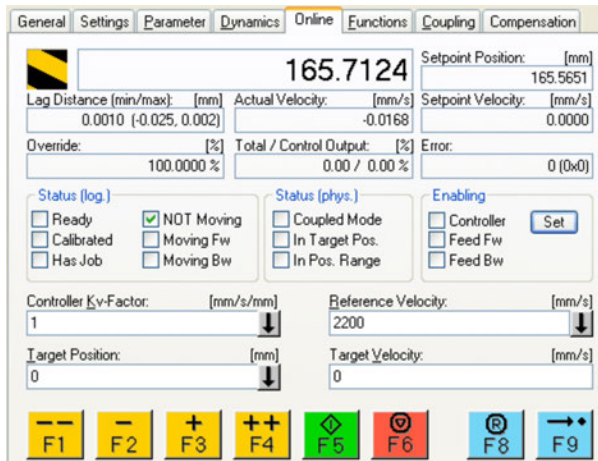 General Settings Parameter Dynamics Online Functions Coupling Compensation
165.7124
Setpoint Position: [mm]
165.5651
Lag Distance (min/max): [mm] Actual Velocity: [mm/s] Setpoint Velocity: [mm/s]
0.0010 (-0.025, 0.002) -0.0168 0.0000
Override: [%] Total / Control Output: [%] Error:
100.0000 % 0.00 / 0.00 % 0 (0x0)
Status (log.) Status (phys.) Enabling
Ready NOT Moving Coupled Mode Controller Set
Calibrated Moving Fw In Target Pos. Feed Fw
Has Job Moving Bw In Pos. Range Feed Bw
Controller Kv-Factor: [mm/s/mm] Reference Velocity: [mm/s]
1 2200
Target Position: [mm] Target Velocity: [mm/s]
0 0
-- - + ++ R
F1 F2 F3 F4 F5 F6 F8 F9